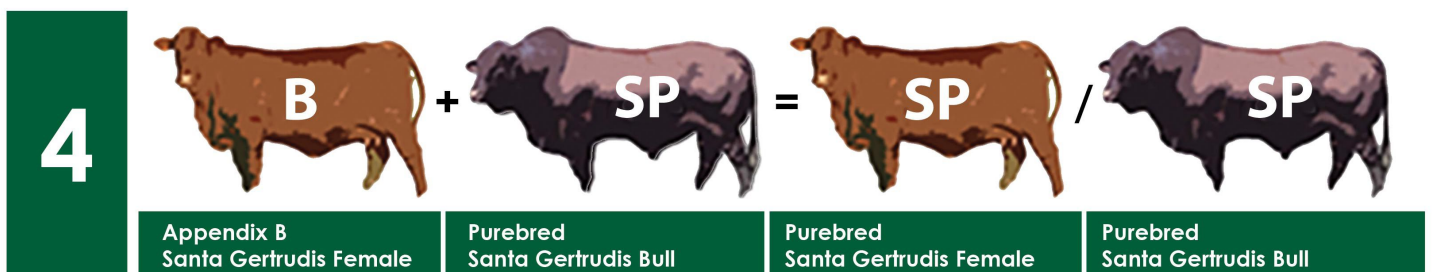 4
B + SP = SP / SP
Appendix B
Santa Gertrudis Female
Purebred
Santa Gertrudis Bull
Purebred
Santa Gertrudis Female
Purebred
Santa Gertrudis Bull